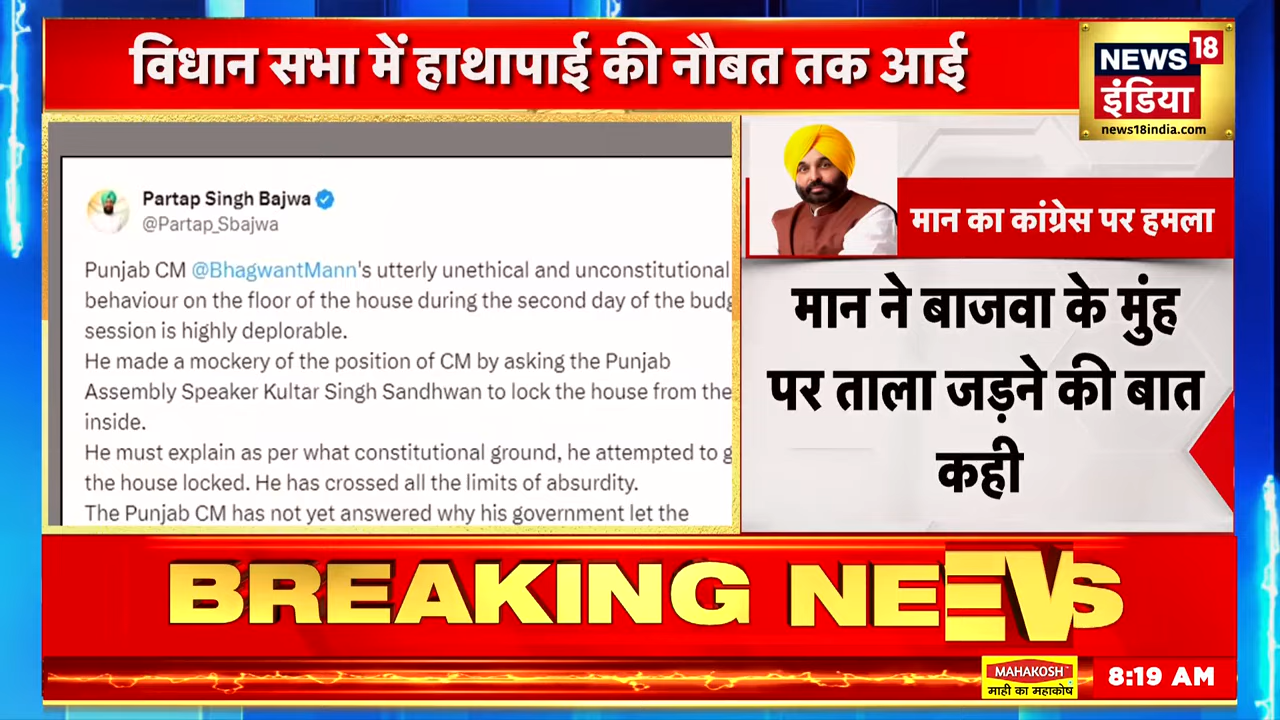 विधान सभा में हाथापाई की नौबत तक आई
NEWS 18
इंडिया
news18india.com
Partap Singh Bajwa
@Partap_Sbajwa
Punjab CM @BhagwantMann's utterly unethical and unconstitutional
behaviour on the floor of the house during the second day of the budg
session is highly deplorable.
He made a mockery of the position of CM by asking the Punjab
Assembly Speaker Kultar Singh Sandhwan to lock the house from the
inside.
He must explain as per what constitutional ground, he attempted to g
the house locked. He has crossed all the limits of absurdity.
The Punjab CM has not yet answered why his government let the
मान का कांग्रेस पर हमला
मान ने बाजवा के मुंह
पर ताला जड़ने की बात
कही
BREAKING NEWS
MAHAKOSH
माही का महाकोष
8:19 AM